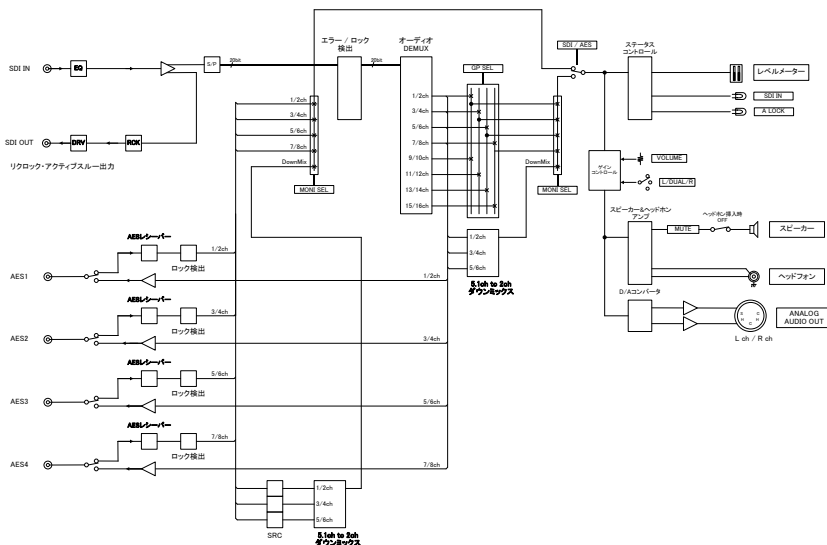 エラー / ロック
検出
オーディオ
DEMUX
SDI / AES
ステータス
コントロール
SDI IN
EQ
S/P
20bit
20bit
GP SEL
レベルメーター
SDI IN
A LOCK
1/2ch
3/4ch
5/6ch
7/8ch
DownMix
MONI SEL
1/2ch
3/4ch
5/6ch
7/8ch
9/10ch
11/12ch
13/14ch
15/16ch
DownMix
MONI SEL
SDI OUT
DRV
RCK
リクロック・アクティブスルー出力
ゲイン
コントロール
VOLUME
L/DUAL/R
スピーカー&ヘッドホン
アンプ
MUTE
ヘッドホン挿入時
OFF
スピーカー
ヘッドフォン
D/Aコンバータ
ANALOG
AUDIO OUT
L ch / R ch
1/2ch
3/4ch
5/6ch
5.1ch to 2ch
ダウンミックス
AESレシーバー
ロック検出
1/2ch
AES1
1/2ch
AESレシーバー
ロック検出
3/4ch
AES2
3/4ch
AESレシーバー
ロック検出
5/6ch
AES3
5/6ch
AESレシーバー
ロック検出
7/8ch
AES4
7/8ch
SRC
1/2ch
3/4ch
5/6ch
5.1ch to 2ch
ダウンミックス